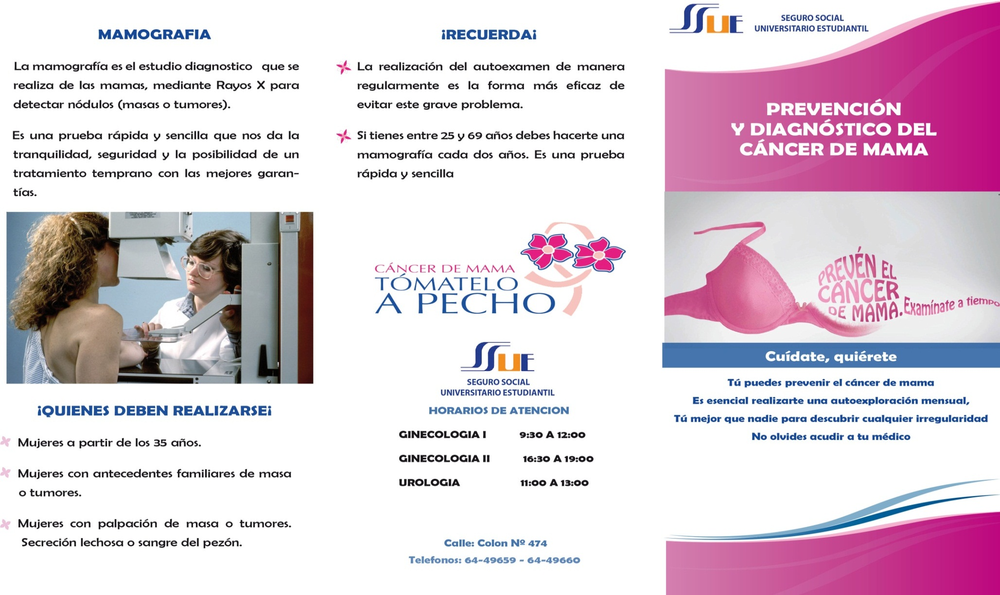 MAMOGRAFIA
La mamografía es el estudio diagnostico que se
realiza de las mamas, mediante Rayos X para
detectar nódulos (masas o tumores).
Es una prueba rápida y sencilla que nos da la
tranquilidad, seguridad y la posibilidad de un
tratamiento temprano con las mejores garan-
tías.
¡QUIENES DEBEN REALIZARSE¡
Mujeres a partir de los 35 años.
Mujeres con antecedentes familiares de masa
o tumores.
Mujeres con palpación de masa o tumores.
Secreción lechosa o sangre del pezón.
¡RECUERDA¡
La realización del autoexamen de manera
regularmente es la forma más eficaz de
evitar este grave problema.
Si tienes entre 25 y 69 años debes hacerte una
mamografía cada dos años. Es una prueba
rápida y sencilla
CÁNCER DE MAMA
TÓMATELO
A PECHO
SSUE
SEGURO SOCIAL
UNIVERSITARIO ESTUDIANTIL
HORARIOS DE ATENCION
GINECOLOGIA I 9:30 A 12:00
GINECOLOGIA II 16:30 A 19:00
UROLOGIA 11:00 A 13:00
Calle: Colon Nº 474
Telefonos: 64-49659 - 64-49660
SSUE
SEGURO SOCIAL
UNIVERSITARIO ESTUDIANTIL
PREVENCIÓN
Y DIAGNÓSTICO DEL
CÁNCER DE MAMA
PREVÉN EL
CÁNCER
DE MAMA. Examínate a tiempo
Cuídate, quiérete
Tú puedes prevenir el cáncer de mama
Es esencial realizarte una autoexploración mensual,
Tú mejor que nadie para descubrir cualquier irregularidad
No olvides acudir a tu médico